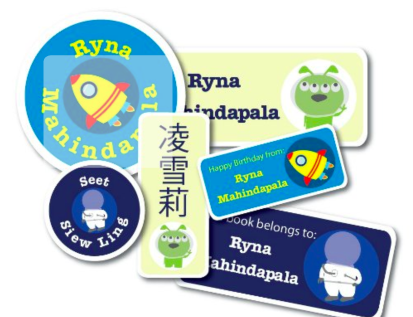 Ryna
Mahindapala
Ryna
hindapala
凌雪莉
Happy Birthday from:
Ryna
Mahindapala
Seet
Siew Ling
book belongs to:
Ryna
ahindapala